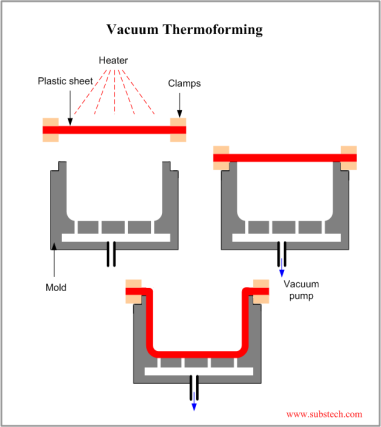 Vacuum Thermoforming
Heater
Plastic sheet
Clamps
Mold
Vacuum
pump
www.substech.com